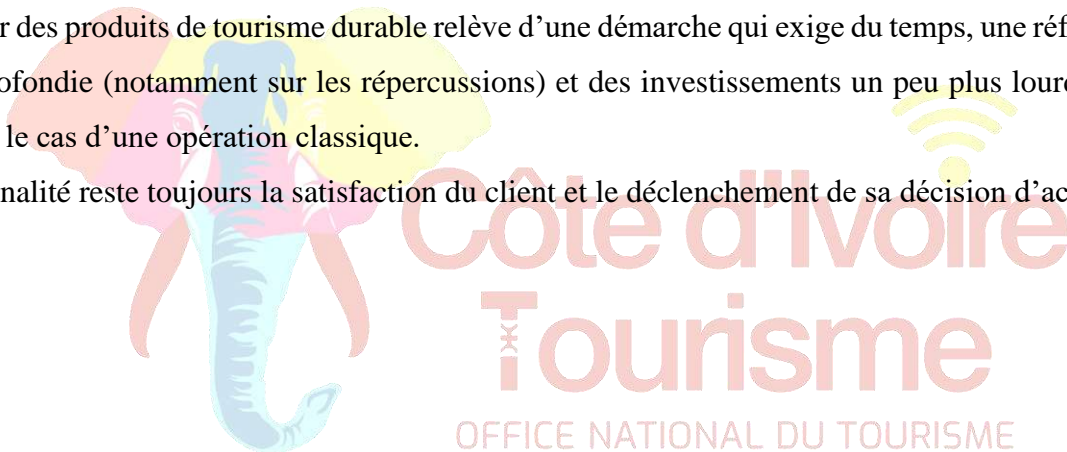 r des produits de tourisme durable relève d’une démarche qui exige du temps, une réf
ofondie (notamment sur les répercussions) et des investissements un peu plus lourd
le cas d’une opération classique.
nalité reste toujours la satisfaction du client et le déclenchement de sa décision d’ac
Côte d'Ivoire
Tourisme
OFFICE NATIONAL DU TOURISME